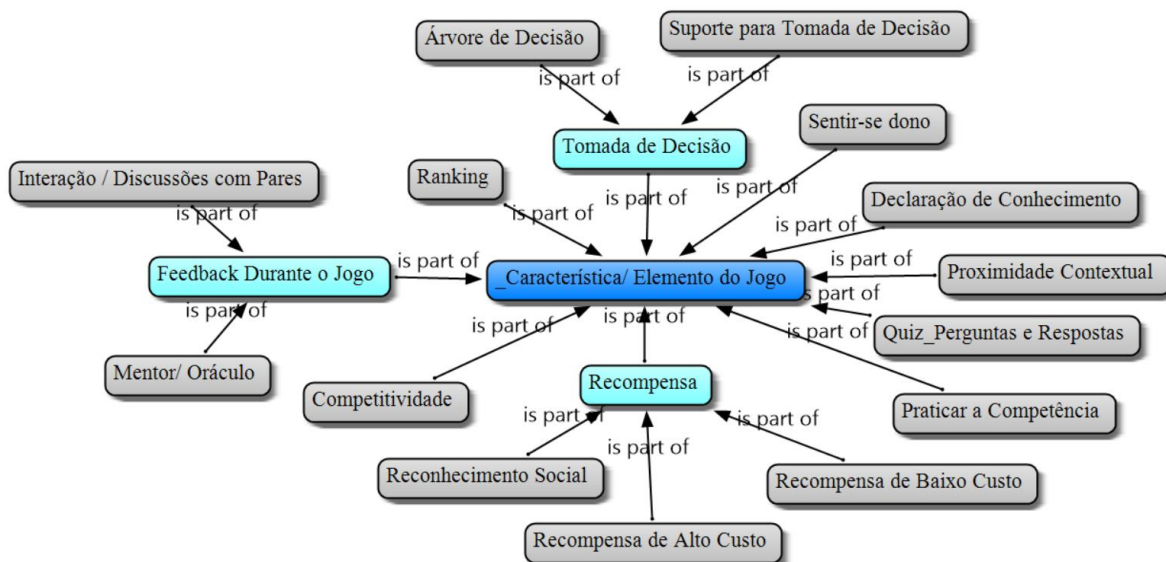 Árvore de Decisão
Suporte para Tomada de Decisão
is part of
is part of
Sentir-se dono
Tomada de Decisão
Interação / Discussões com Pares
Ranking
is part of
is part of
is part of
is part of
Declaração de Conhecimento
is part of
is part of
Feedback Durante o Jogo
_Característica/ Elemento do Jogo
is part of
Proximidade Contextual
is part of
is part of
is part of
is part of
is part of
Quiz_Perguntas e Respostas
Mentor/ Oráculo
Recompensa
Competitividade
Praticar a Competência
is part of
is part of
is part of
Reconhecimento Social
Recompensa de Baixo Custo
Recompensa de Alto Custo